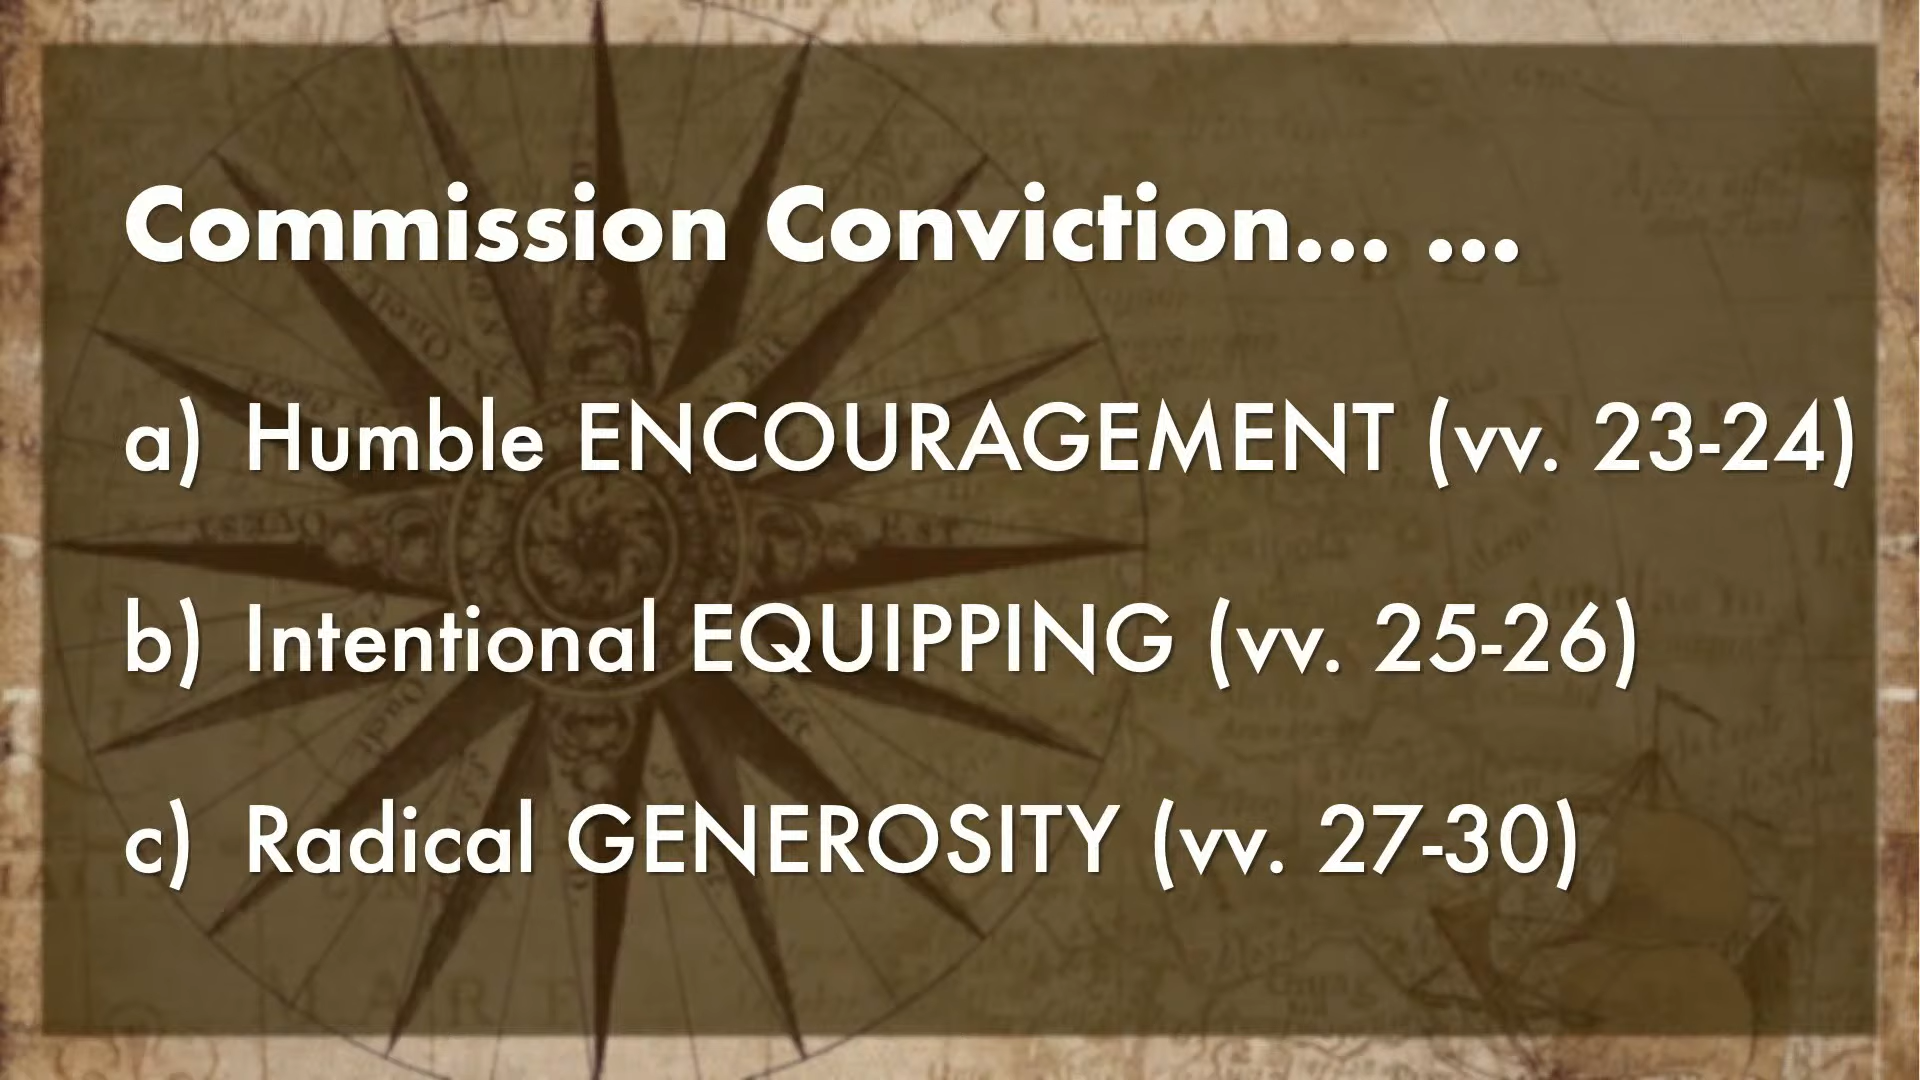 Commission Conviction... ...
a) Humble ENCOURAGEMENT (vv. 23-24)
b) Intentional EQUIPPING (vv. 25-26)
c) Radical GENEROSITY (vv. 27-30)